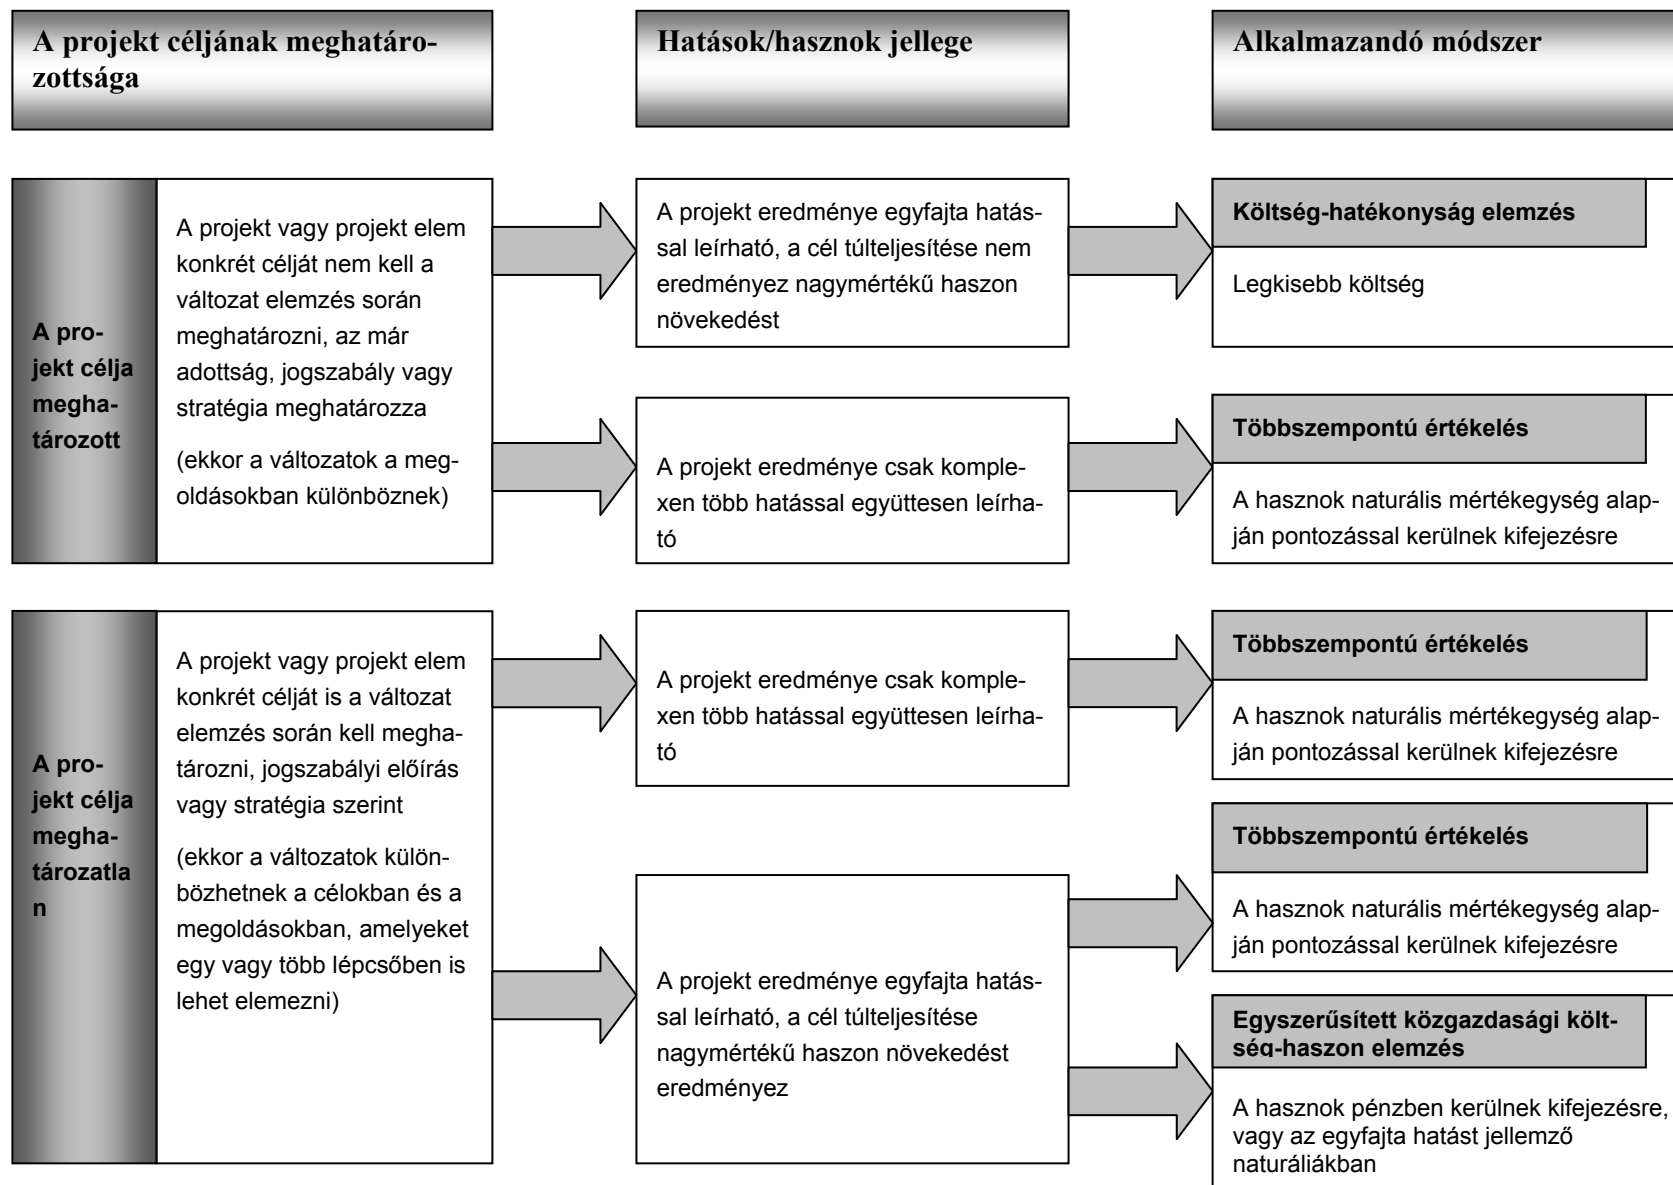 A projekt céljának meghatáro-
zottsága
Hatások/hasznok jellege
Alkalmazandó módszer
A pro-
jekt célja
megha-
tározott
A projekt vagy projekt elem
konkrét célját nem kell a
változat elemzés során
meghatározni, az már
adottság, jogszabály vagy
stratégia meghatározza
(ekkor a változatok a meg-
oldásokban különböznek)
A projekt eredménye egyfajta hatás-
sal leírható, a cél túlteljesítése nem
eredményez nagymértékű haszon
növekedést
Költség-hatékonyság elemzés
Legkisebb költség
A projekt eredménye csak komple-
xen több hatással együttesen leírha-
tó
Többszempontú értékelés
A hasznok naturális mértékegység alap-
ján pontozással kerülnek kifejezésre
A pro-
jekt célja
megha-
tározatla
n
A projekt vagy projekt elem
konkrét célját is a változat
elemzés során kell megha-
tározni, jogszabályi előírás
vagy stratégia szerint
(ekkor a változatok külön-
bözhetnek a célokban és a
megoldásokban, amelyeket
egy vagy több lépcsőben is
lehet elemezni)
A projekt eredménye csak komple-
xen több hatással együttesen leírha-
tó
Többszempontú értékelés
A hasznok naturális mértékegység alap-
ján pontozással kerülnek kifejezésre
A projekt eredménye egyfajta hatás-
sal leírható, a cél túlteljesítése
nagymértékű haszon növekedést
eredményez
Többszempontú értékelés
A hasznok naturális mértékegység alap-
ján pontozással kerülnek kifejezésre
Egyszerűsített közgazdasági költ-
ség-haszon elemzés
A hasznok pénzben kerülnek kifejezésre,
vagy az egyfajta hatást jellemző
naturáliákban